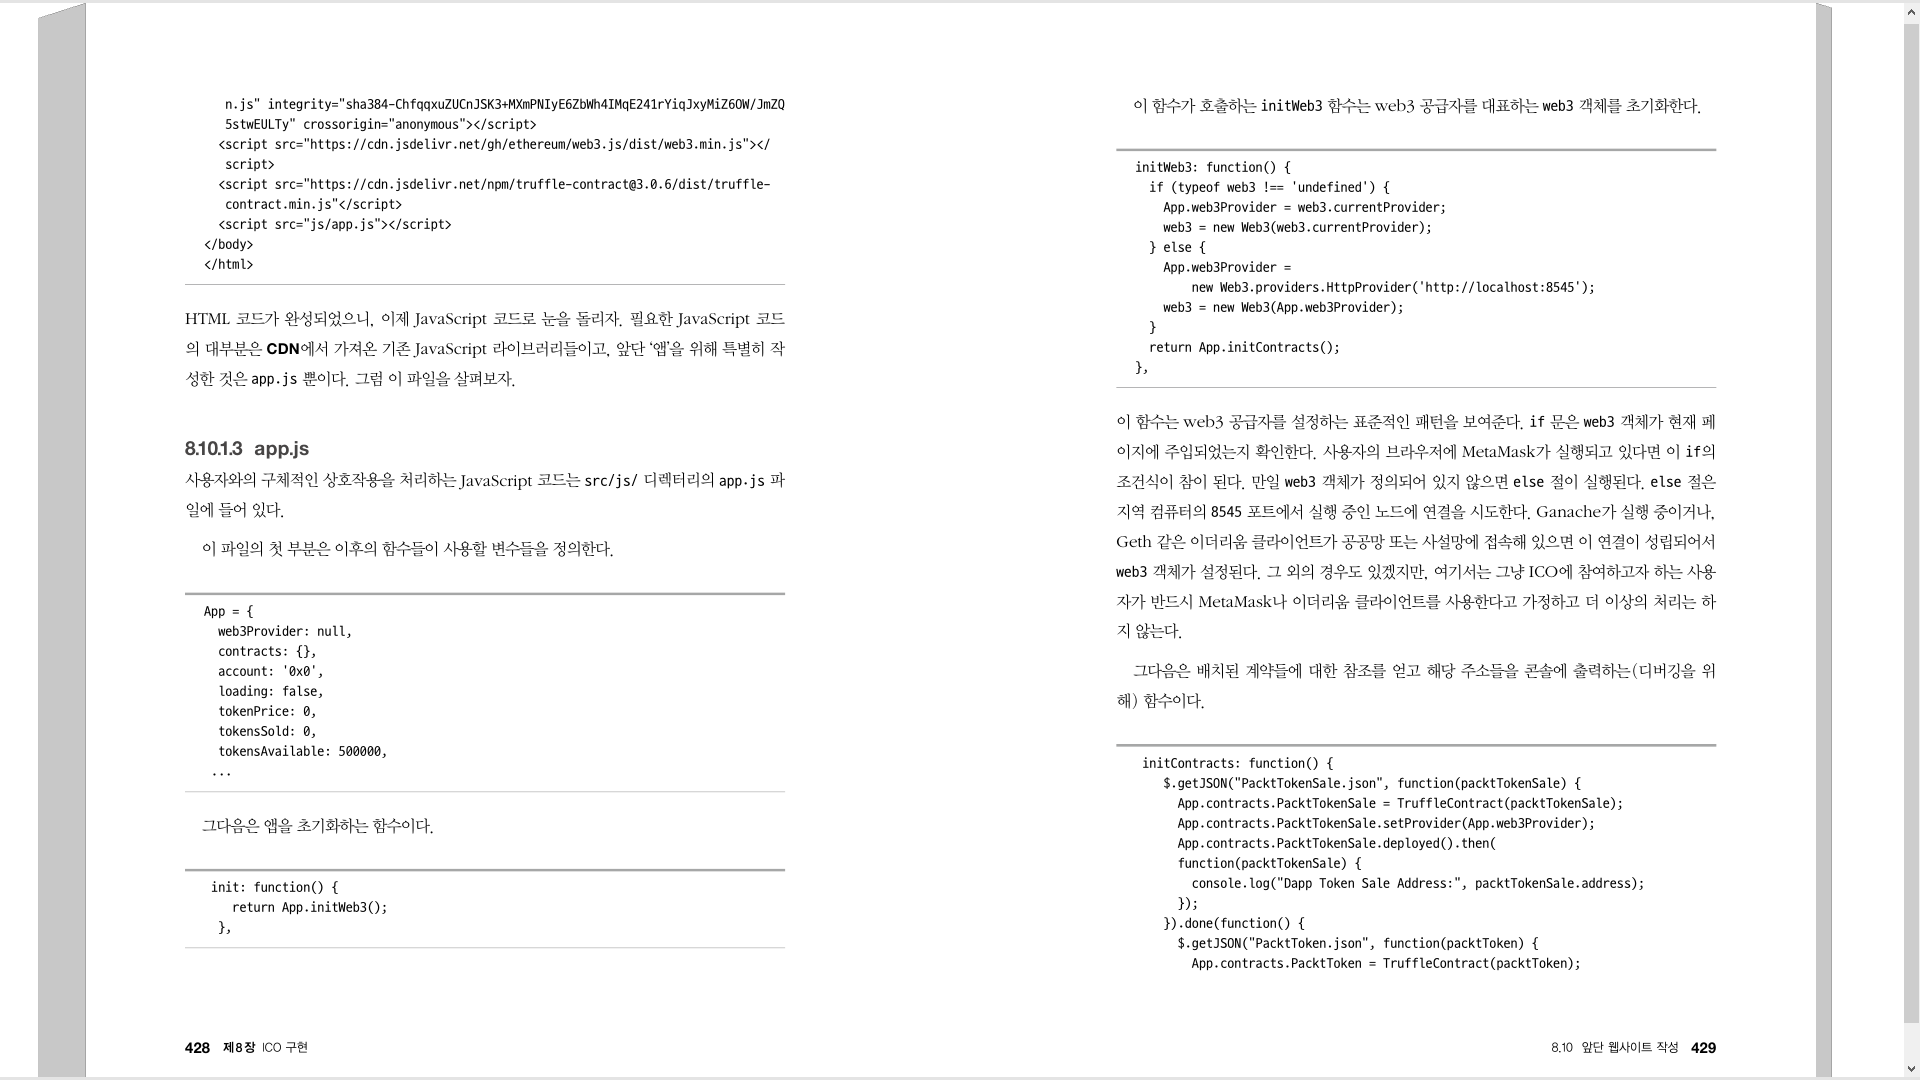 n.js" integrity="sha384-ChfqqxuZUCnJSK3+MXmPNIyE6ZbWh4IMqE241rYiqJxyMiZ6OW/JmZQ
5stwEULTy" crossorigin="anonymous"></script>
<script src="https://cdn.jsdelivr.net/gh/ethereum/web3.js/dist/web3.min.js"></
script>
<script src="https://cdn.jsdelivr.net/npm/truffle-contract@3.0.6/dist/truffle-
contract.min.js"</script>
<script src="js/app.js"></script>
</body>
</html>
HTML 코드가 완성되었으니, 이제 JavaScript 코드로 눈을 돌리자. 필요한 JavaScript 코드
의 대부분은 CDN에서 가져온 기존 JavaScript 라이브러리들이고, 앞단 ‘앱’을 위해 특별히 작
성한 것은 app.js 뿐이다. 그럼 이 파일을 살펴보자.
8.10.1.3 app.js
사용자와의 구체적인 상호작용을 처리하는 JavaScript 코드는 src/js/ 디렉터리의 app.js 파
일에 들어 있다.
이 파일의 첫 부분은 이후의 함수들이 사용할 변수들을 정의한다.
App = {
web3Provider: null,
contracts: {},
account: '0x0',
loading: false,
tokenPrice: 0,
tokensSold: 0,
tokensAvailable: 500000,
...
그다음은 앱을 초기화하는 함수이다.
init: function() {
return App.initWeb3();
},
428 제8장 ICO 구현
이 함수가 호출하는 initWeb3 함수는 web3 공급자를 대표하는 web3 객체를 초기화한다.
initWeb3: function() {
if (typeof web3 !== 'undefined') {
App.web3Provider = web3.currentProvider;
web3 = new Web3(web3.currentProvider);
} else {
App.web3Provider =
new Web3.providers.HttpProvider('http://localhost:8545');
web3 = new Web3(App.web3Provider);
}
return App.initContracts();
},
이 함수는 web3 공급자를 설정하는 표준적인 패턴을 보여준다. if 문은 web3 객체가 현재 페
이지에 주입되었는지 확인한다. 사용자의 브라우저에 MetaMask가 실행되고 있다면 이 if의
조건식이 참이 된다. 만일 web3 객체가 정의되어 있지 않으면 else 절이 실행된다. else 절은
지역 컴퓨터의 8545 포트에서 실행 중인 노드에 연결을 시도한다. Ganache가 실행 중이거나,
Geth 같은 이더리움 클라이언트가 공공망 또는 사설망에 접속해 있으면 이 연결이 성립되어서
web3 객체가 설정된다. 그 외의 경우도 있겠지만, 여기서는 그냥 ICO에 참여하고자 하는 사용
자가 반드시 MetaMask나 이더리움 클라이언트를 사용한다고 가정하고 더 이상의 처리는 하
지 않는다.
그다음은 배치된 계약들에 대한 참조를 얻고 해당 주소들을 콘솔에 출력하는(디버깅을 위
해) 함수이다.
initContracts: function() {
$.getJSON("PacktTokenSale.json", function(packtTokenSale) {
App.contracts.PacktTokenSale = TruffleContract(packtTokenSale);
App.contracts.PacktTokenSale.setProvider(App.web3Provider);
App.contracts.PacktTokenSale.deployed().then(
function(packtTokenSale) {
console.log("Dapp Token Sale Address:", packtTokenSale.address);
});
}).done(function() {
$.getJSON("PacktToken.json", function(packtToken) {
App.contracts.PacktToken = TruffleContract(packtToken);
8.10 앞단 웹사이트 작성 429